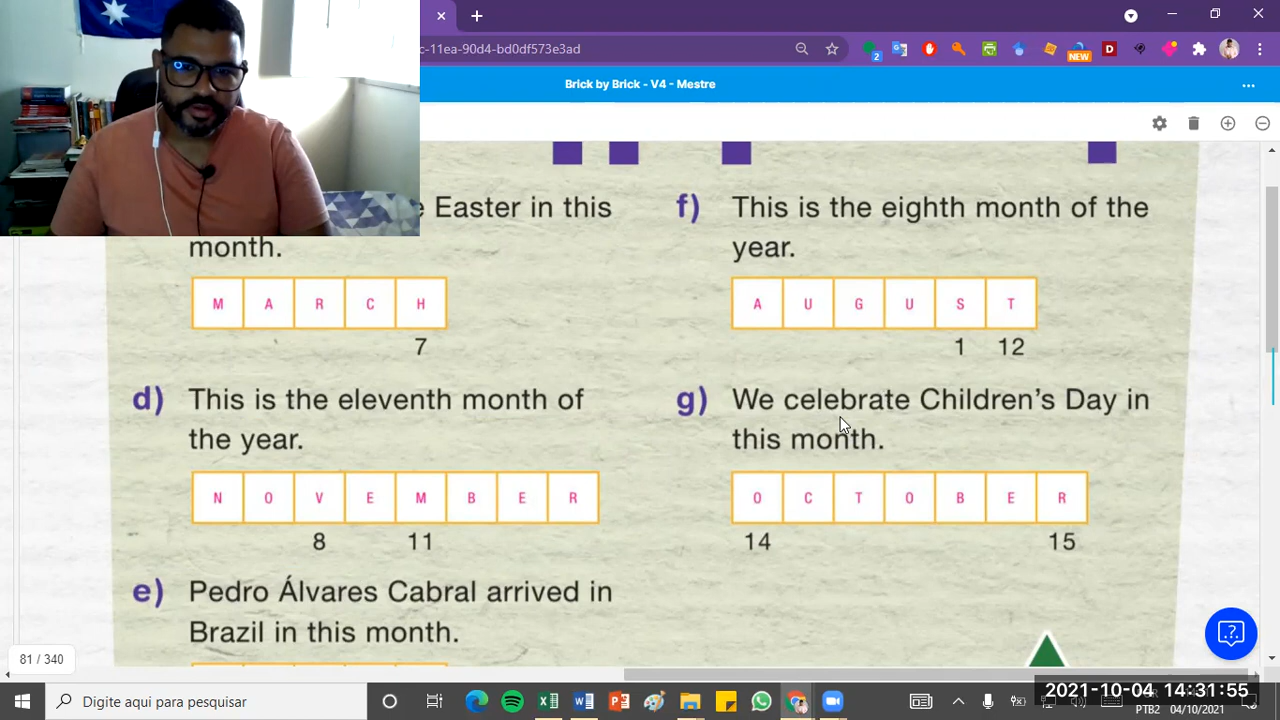 c-11ea-90d4-bd0df573e3ad
2
NEW
D
Brick by Brick - V4 - Mestre
e Easter in this
month.
M A R C H
7
d) This is the eleventh month of
the year.
N O V E M B E R
8 11
e) Pedro Álvares Cabral arrived in
Brazil in this month.
f) This is the eighth month of the
year.
A U G U S T
1 12
g) We celebrate Children's Day in
this month.
O C T O B E R
14 15
81 / 340
Digite aqui para pesquisar
2021-10-04 14:31:55
PTB2 04/10/2021